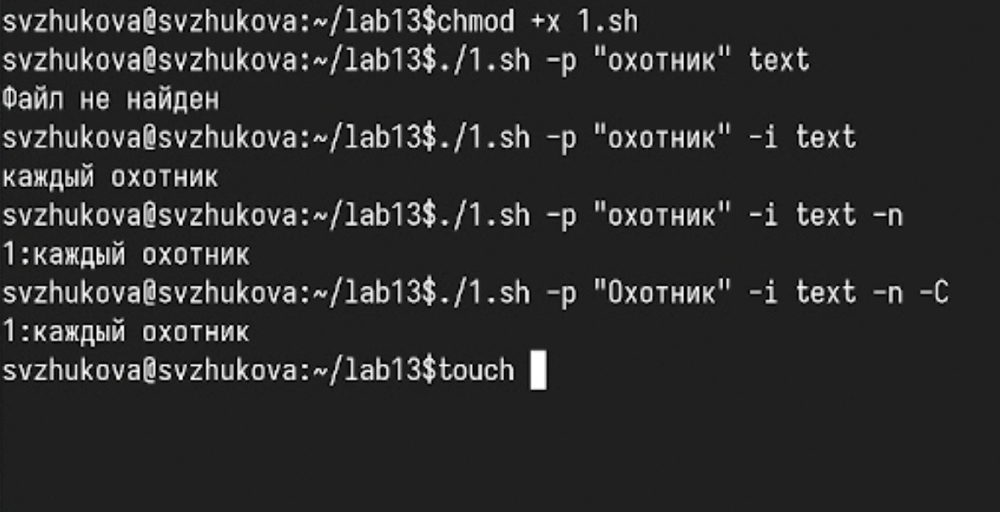 svzhukova@svzhukova:~/lab13$chmod +x 1.sh
svzhukova@svzhukova:~/lab13$./1.sh -p "охотник" text
Файл не найден
svzhukova@svzhukova:~/lab13$./1.sh -p "охотник" -i text
каждый охотник
svzhukova@svzhukova:~/lab13$./1.sh -p "охотник" -i text -n
1:каждый охотник
svzhukova@svzhukova:~/lab13$./1.sh -p "Охотник" -i text -n -C
1:каждый охотник
svzhukova@svzhukova:~/lab13$touch